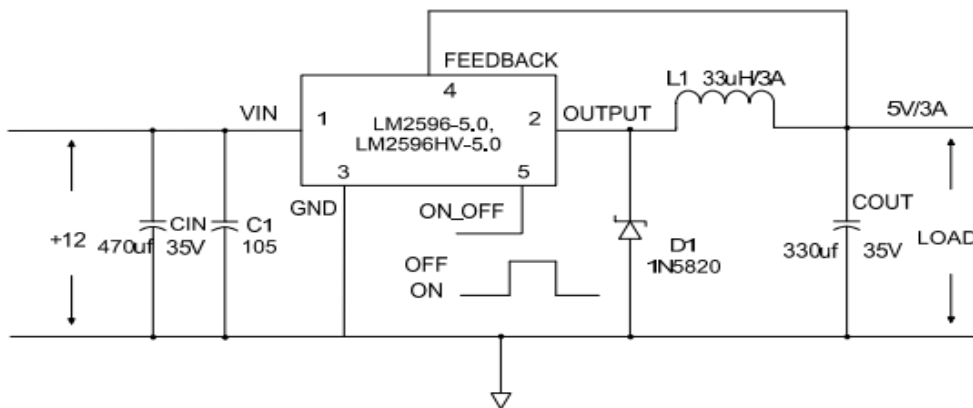 FEEDBACK
4
L1 33uH/3A
VIN
1
LM2596-5.0,
LM2596HV-5.0
2
OUTPUT
5V/3A
3
5
GND
ON_OFF
+12
470uf
CIN
35V
C1
105
OFF
ON
D1
1N5820
COUT
330uf
35V
LOAD